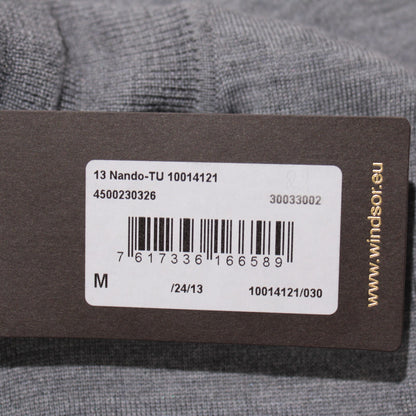 13 Nando-TU 10014121
4500230326 30033002
7 617336 166589
M /24/13 10014121/030
www.windsor.eu